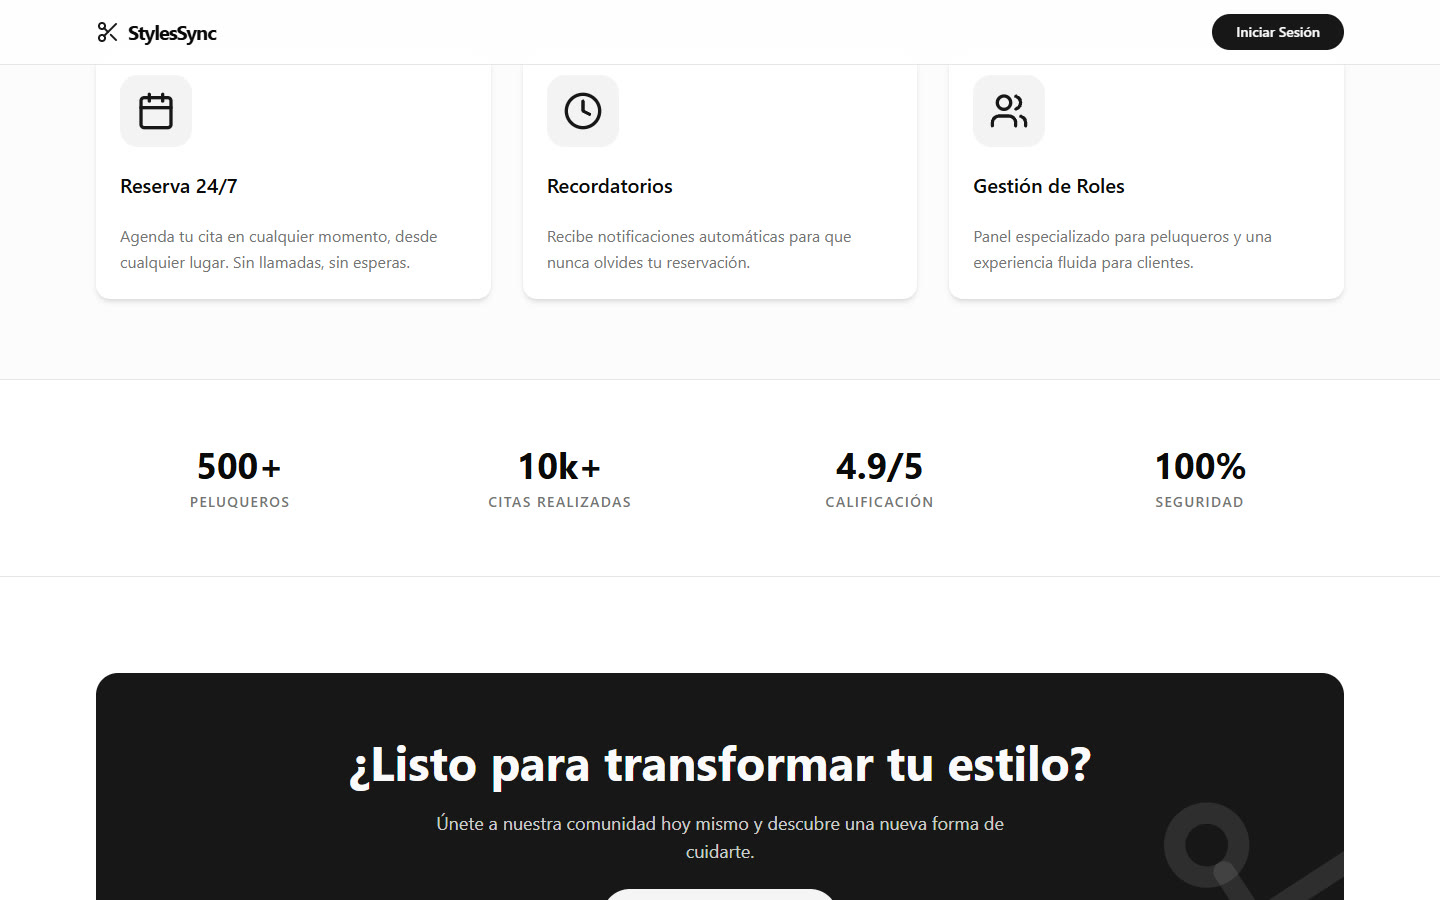 StylesSync
Iniciar Sesión
Reserva 24/7
Agenda tu cita en cualquier momento, desde
cualquier lugar. Sin llamadas, sin esperas.
Recordatorios
Recibe notificaciones automáticas para que
nunca olvides tu reservación.
Gestión de Roles
Panel especializado para peluqueros y una
experiencia fluida para clientes.
500+
PELUQUEROS
10k+
CITAS REALIZADAS
4.9/5
CALIFICACIÓN
100%
SEGURIDAD
¿Listo para transformar tu estilo?
Únete a nuestra comunidad hoy mismo y descubre una nueva forma de
cuidarte.